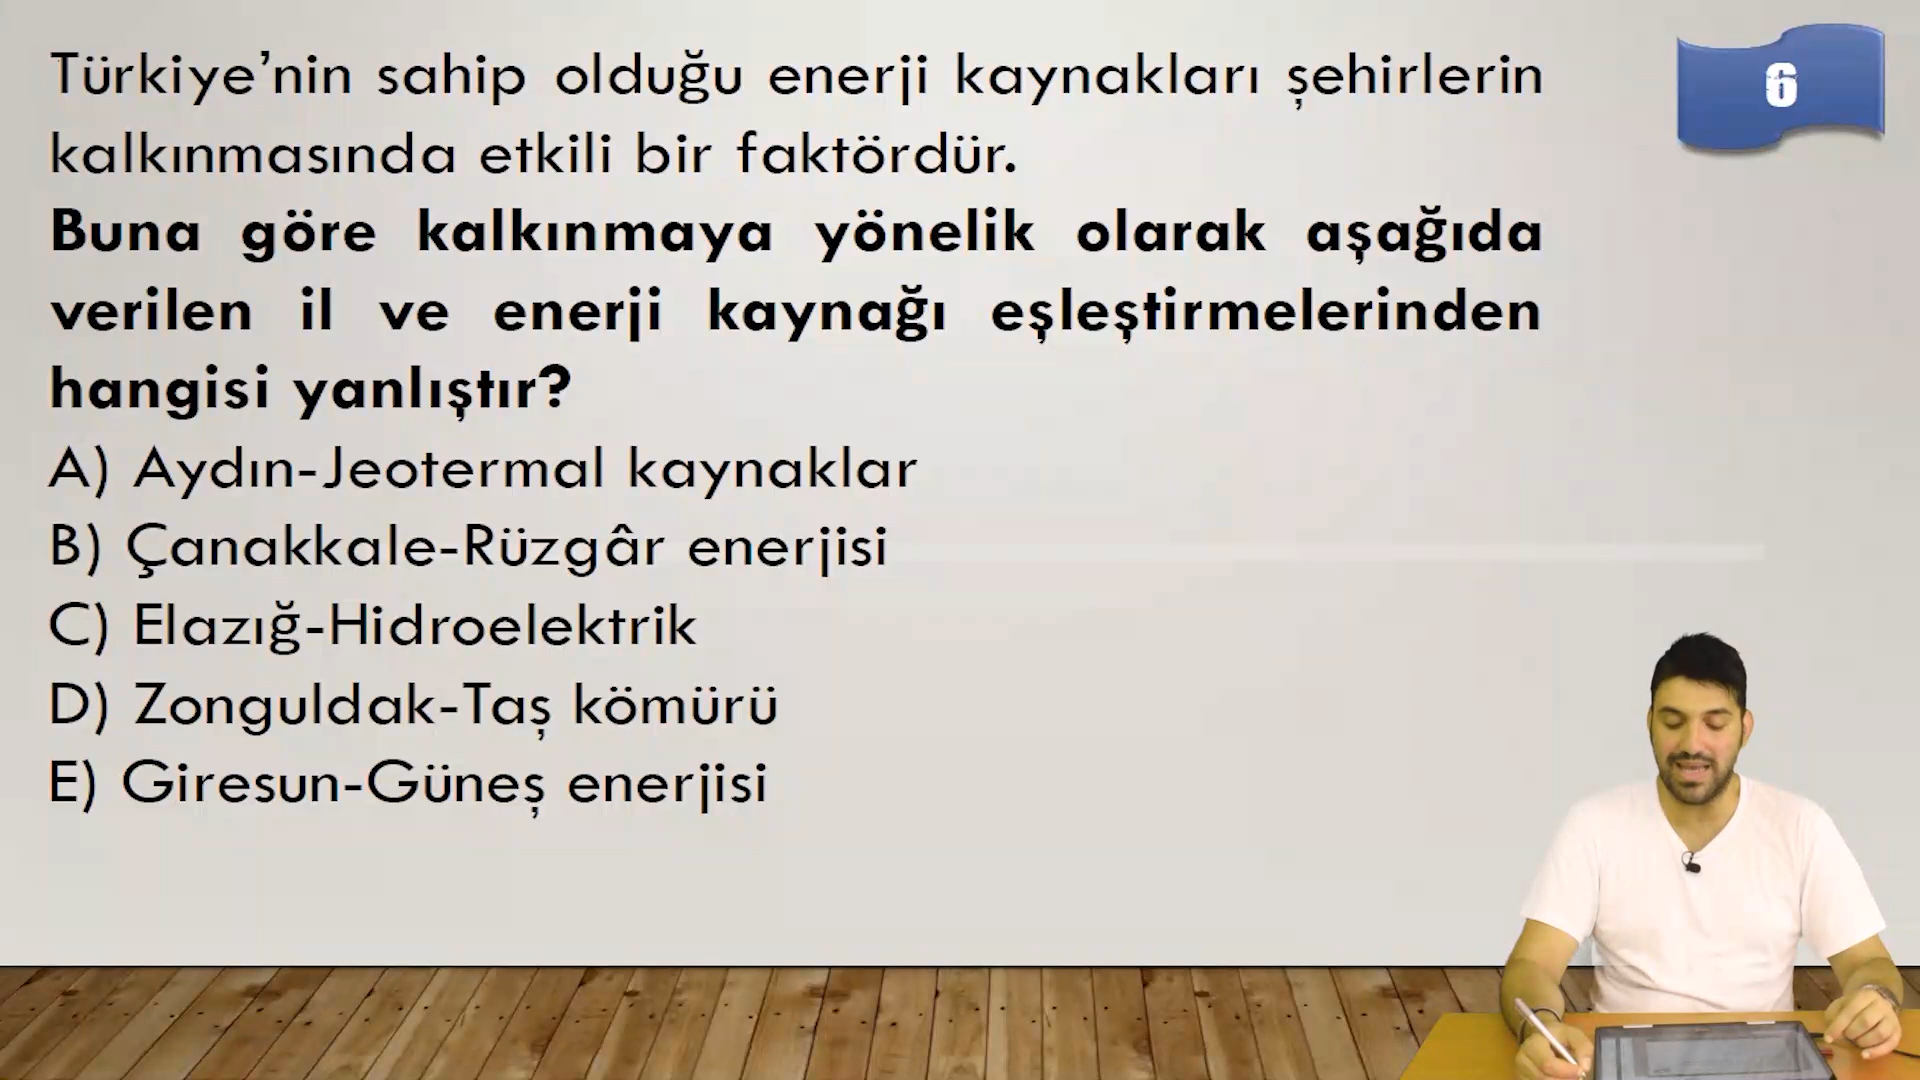 Türkiye’nin sahip olduğu enerji kaynakları şehirlerin
kalkınmasında etkili bir faktördür.
Buna göre kalkınmaya yönelik olarak aşağıda
verilen il ve enerji kaynağı eşleştirmelerinden
hangisi yanlıştır?
A) Aydın-Jeotermal kaynaklar
B) Çanakkale-Rüzgâr enerjisi
C) Elazığ-Hidroelektrik
D) Zonguldak-Taş kömürü
E) Giresun-Güneş enerjisi
6